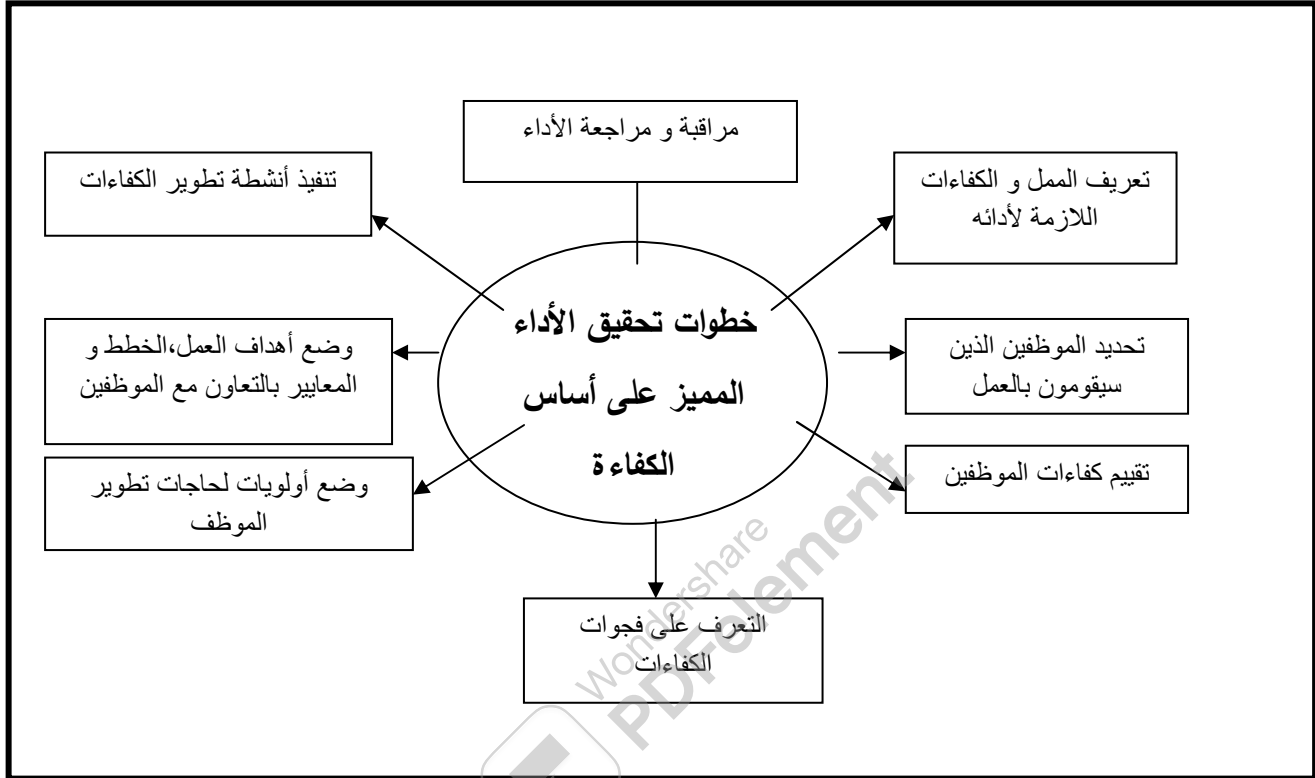 مراقبة و مراجعة الأداء
تعريف الممل و الكفاءات
اللازمة لأدائه
تنفيذ أنشطة تطوير الكفاءات
خطوات تحقيق الأداء
المميز على أساس
الكفاءة
تحديد الموظفين الذين
سيقومون بالعمل
وضع أهداف العمل،الخطط و
المعايير بالتعاون مع الموظفين
تقييم كفاءات الموظفين
وضع أولويات لحاجات تطوير
الموظف
التعرف على فجوات
الكفاءات
Wondershare
PDFelement